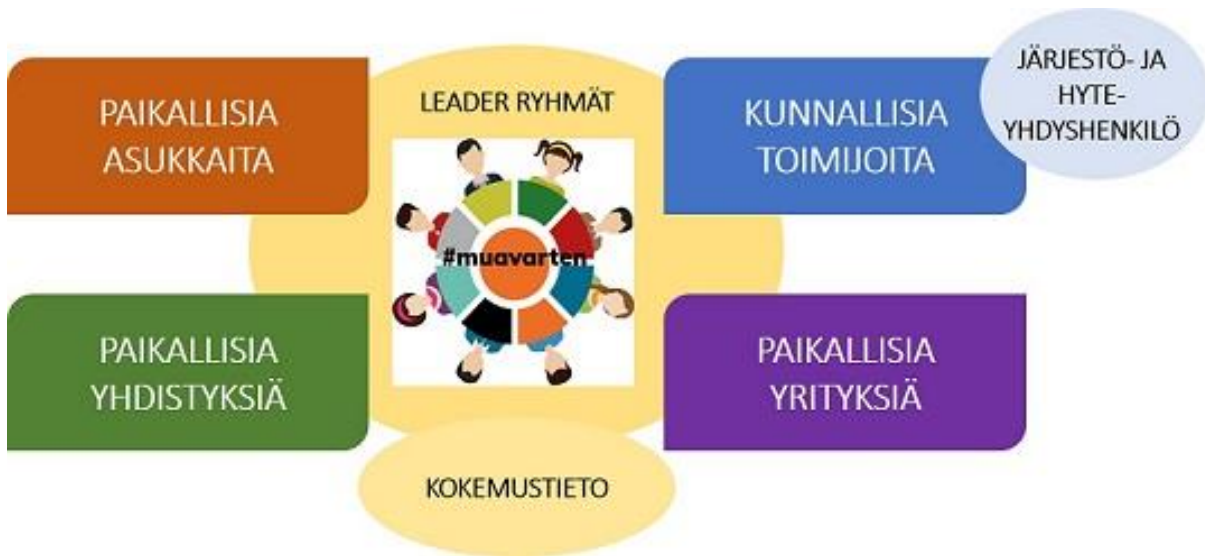 PAIKALLISIA
ASUKKAITA
LEADER RYHMÄT
KUNNALLISIA
TOIMIJOITA
JÄRJESTÖ- JA
HYTE-
YHDYSHENKILÖ
#muavarten
PAIKALLISIA
YHDISTYKSIÄ
PAIKALLISIA
YRITYKSIÄ
KOKEMUSTIETO